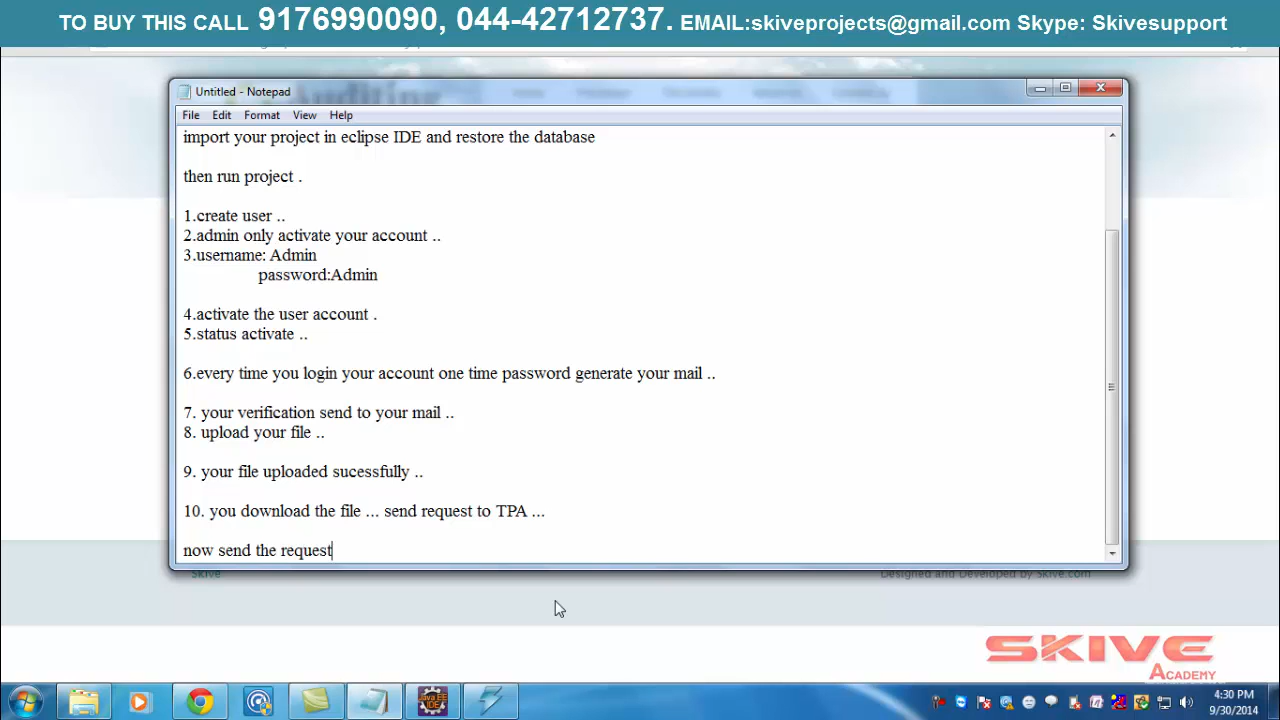 TO BUY THIS CALL 9176990090, 044-42712737. EMAIL:skiveprojects@gmail.com Skype: Skivesupport
Untitled - Notepad
File Edit Format View Help
import your project in eclipse IDE and restore the database
then run project .
1.create user ..
2.admin only activate your account ..
3.username: Admin
password:Admin
4.activate the user account .
5.status activate ..
6.every time you login your account one time password generate your mail ..
7. your verification send to your mail ..
8. upload your file ..
9. your file uploaded sucessfully ..
10. you download the file ... send request to TPA ...
now send the request
Skive
Designed and Developed by Skive.com
SKIVE
ACADEMY
Java EE
IDE
4:30 PM
9/30/2014